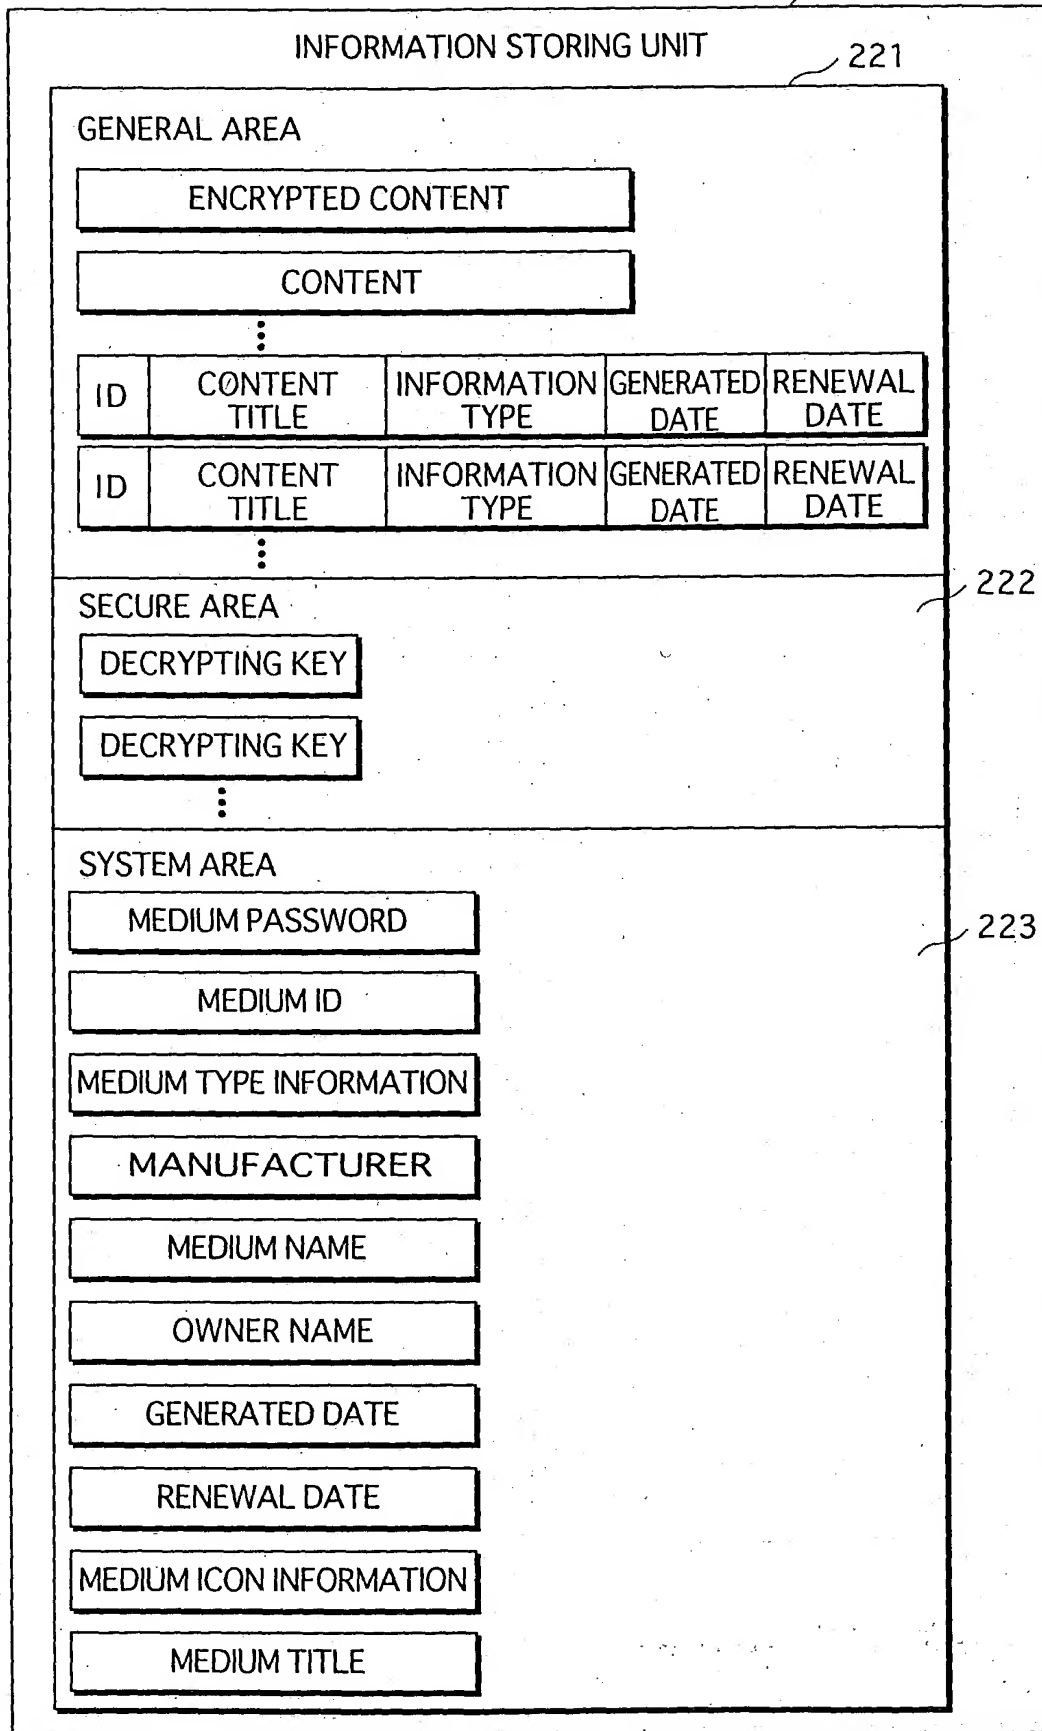 INFORMATION STORING UNIT
221
GENERAL AREA
ENCRYPTED CONTENT
CONTENT
ID CONTENT TITLE INFORMATION TYPE GENERATED DATE RENEWAL DATE
ID CONTENT TITLE INFORMATION TYPE GENERATED DATE RENEWAL DATE
222
SECURE AREA
DECRYPTING KEY
DECRYPTING KEY
SYSTEM AREA
MEDIUM PASSWORD
223
MEDIUM ID
MEDIUM TYPE INFORMATION
MANUFACTURER
MEDIUM NAME
OWNER NAME
GENERATED DATE
RENEWAL DATE
MEDIUM ICON INFORMATION
MEDIUM TITLE